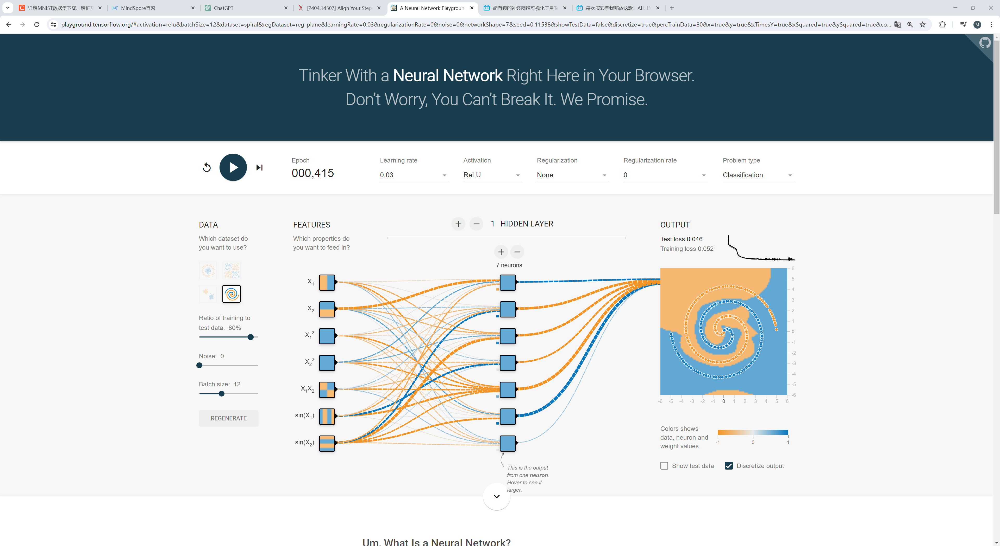 详解MNIST数据集下载、解析及
MindSpore官网
ChatGPT
[2404.14507] Align Your Step
A Neural Network Playgroun
超有趣的神经网络可视化工具Te
每次买彩票我都放这歌！ALL IN
playground.tensorflow.org/#activation=relu&batchSize=12&dataset=spiral&regDataset=reg-plane&learningRate=0.03&regularizationRate=0&noise=0&networkShape=7&seed=0.11538&showTestData=false&discretize=true&percTrainData=80&x=true&y=true&xTimesY=true&xSquared=true&ySquared=true&co...
M
Tinker With a Neural Network Right Here in Your Browser.
Don't Worry, You Can't Break It. We Promise.
Epoch
000,415
Learning rate
0.03
Activation
ReLU
Regularization
None
Regularization rate
0
Problem type
Classification
DATA
Which dataset do
you want to use?
Ratio of training to
test data: 80%
Noise: 0
Batch size: 12
REGENERATE
FEATURES
Which properties do
you want to feed in?
X1
X2
X1²
X2²
X1X2
sin(X1)
sin(X2)
+ − 1 HIDDEN LAYER
+ −
7 neurons
This is the output
from one neuron.
Hover to see it
larger.
OUTPUT
Test loss 0.046
Training loss 0.052
6
5
4
3
2
1
0
-1
-2
-3
-4
-5
-6
-6 -5 -4 -3 -2 -1 0 1 2 3 4 5 6
Colors shows
data, neuron and
weight values.
-1 0 1
Show test data
Discretize output
Um, What Is a Neural Network?